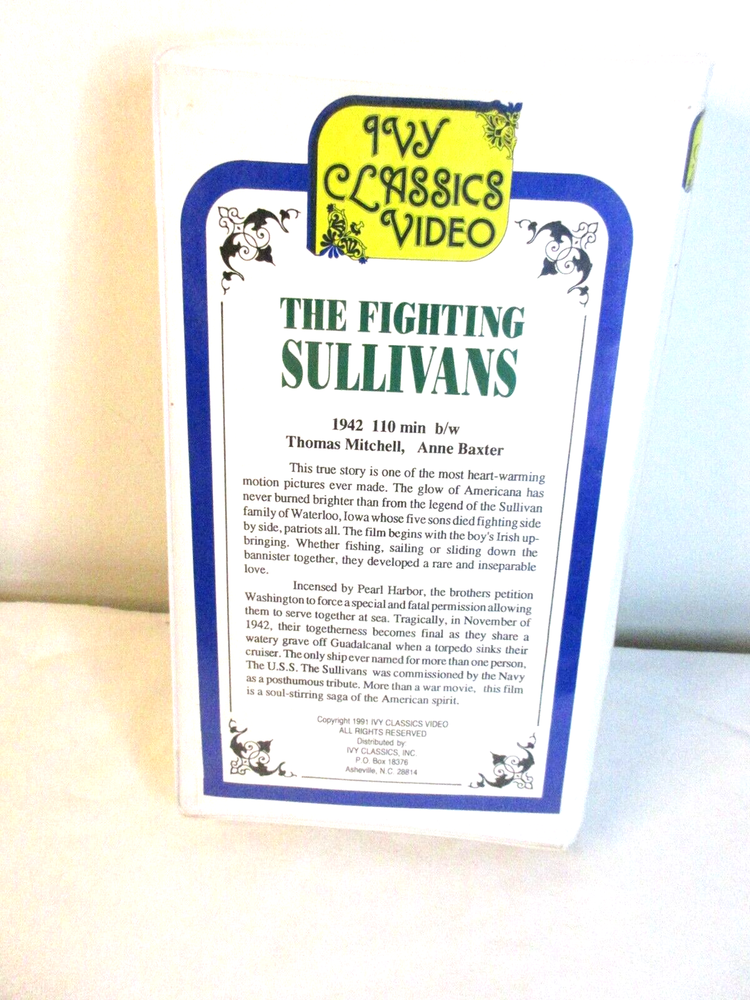 IVY
CLASSICS
VIDEO
THE FIGHTING
SULLIVANS
1942 110 min b/w
Thomas Mitchell, Anne Baxter
This true story is one of the most heart-warming
motion pictures ever made. The glow of Americana has
never burned brighter than from the legend of the Sullivan
family of Waterloo, Iowa whose five sons died fighting side
by side, patriots all. The film begins with the boy's Irish up-
bringing. Whether fishing, sailing or sliding down the
bannister together, they developed a rare and inseparable
love.
Incensed by Pearl Harbor, the brothers petition
Washington to force a special and fatal permission allowing
them to serve together at sea. Tragically, in November of
1942, their togetherness becomes final as they share a
watery grave off Guadalcanal when a torpedo sinks their
cruiser. The only ship ever named for more than one person,
The U.S.S. The Sullivans was commissioned by the Navy
as a posthumous tribute. More than a war movie, this film
is a soul-stirring saga of the American spirit.
Copyright 1991 IVY CLASSICS VIDEO
ALL RIGHTS RESERVED
Distributed by:
IVY CLASSICS, INC.
P.O. Box 18376
Asheville, N.C. 28814